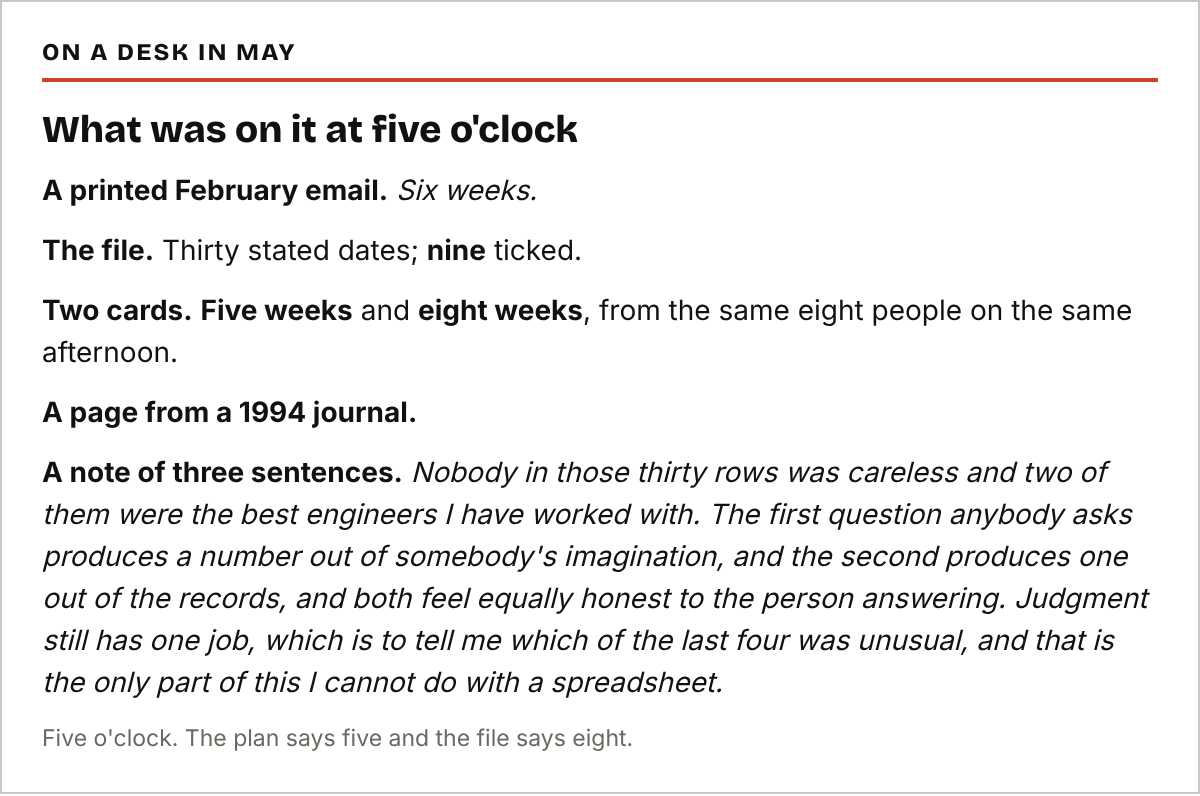 ON A DESK IN MAY
What was on it at five o'clock
A printed February email. Six weeks.
The file. Thirty stated dates; nine ticked.
Two cards. Five weeks and eight weeks, from the same eight people on the same
afternoon.
A page from a 1994 journal.
A note of three sentences. Nobody in those thirty rows was careless and two of
them were the best engineers I have worked with. The first question anybody asks
produces a number out of somebody's imagination, and the second produces one
out of the records, and both feel equally honest to the person answering. Judgment
still has one job, which is to tell me which of the last four was unusual, and that is
the only part of this I cannot do with a spreadsheet.
Five o'clock. The plan says five and the file says eight.